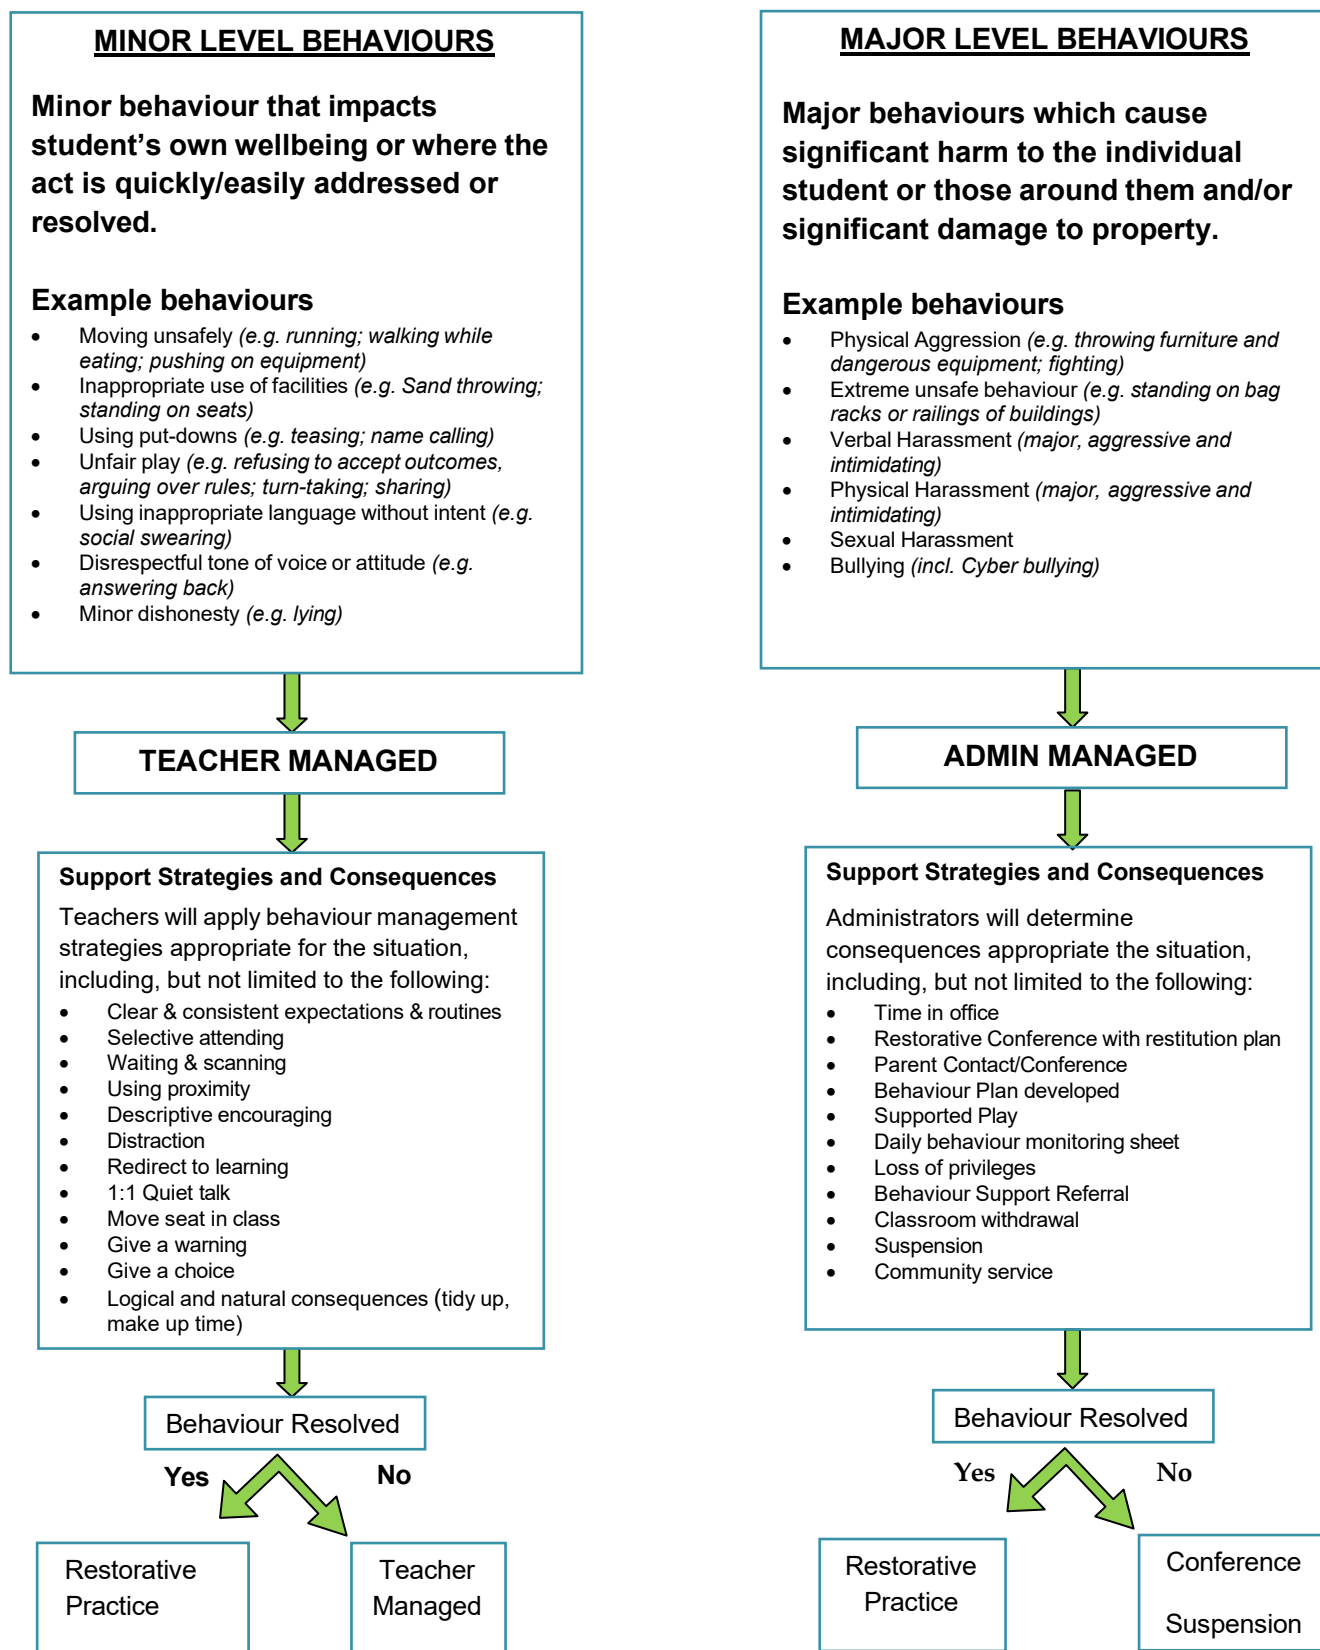 MINOR LEVEL BEHAVIOURS
Minor behaviour that impacts
student’s own wellbeing or where the
act is quickly/easily addressed or
resolved.
Example behaviours
• Moving unsafely (e.g. running; walking while
eating; pushing on equipment)
• Inappropriate use of facilities (e.g. Sand throwing;
standing on seats)
• Using put-downs (e.g. teasing; name calling)
• Unfair play (e.g. refusing to accept outcomes,
arguing over rules; turn-taking; sharing)
• Using inappropriate language without intent (e.g.
social swearing)
• Disrespectful tone of voice or attitude (e.g.
answering back)
• Minor dishonesty (e.g. lying)
TEACHER MANAGED
Support Strategies and Consequences
Teachers will apply behaviour management
strategies appropriate for the situation,
including, but not limited to the following:
• Clear & consistent expectations & routines
• Selective attending
• Waiting & scanning
• Using proximity
• Descriptive encouraging
• Distraction
• Redirect to learning
• 1:1 Quiet talk
• Move seat in class
• Give a warning
• Give a choice
• Logical and natural consequences (tidy up,
make up time)
Behaviour Resolved
Yes No
Restorative
Practice
Teacher
Managed
MAJOR LEVEL BEHAVIOURS
Major behaviours which cause
significant harm to the individual
student or those around them and/or
significant damage to property.
Example behaviours
• Physical Aggression (e.g. throwing furniture and
dangerous equipment; fighting)
• Extreme unsafe behaviour (e.g. standing on bag
racks or railings of buildings)
• Verbal Harassment (major, aggressive and
intimidating)
• Physical Harassment (major, aggressive and
intimidating)
• Sexual Harassment
• Bullying (incl. Cyber bullying)
ADMIN MANAGED
Support Strategies and Consequences
Administrators will determine
consequences appropriate the situation,
including, but not limited to the following:
• Time in office
• Restorative Conference with restitution plan
• Parent Contact/Conference
• Behaviour Plan developed
• Supported Play
• Daily behaviour monitoring sheet
• Loss of privileges
• Behaviour Support Referral
• Classroom withdrawal
• Suspension
• Community service
Behaviour Resolved
Yes No
Restorative
Practice
Conference
Suspension